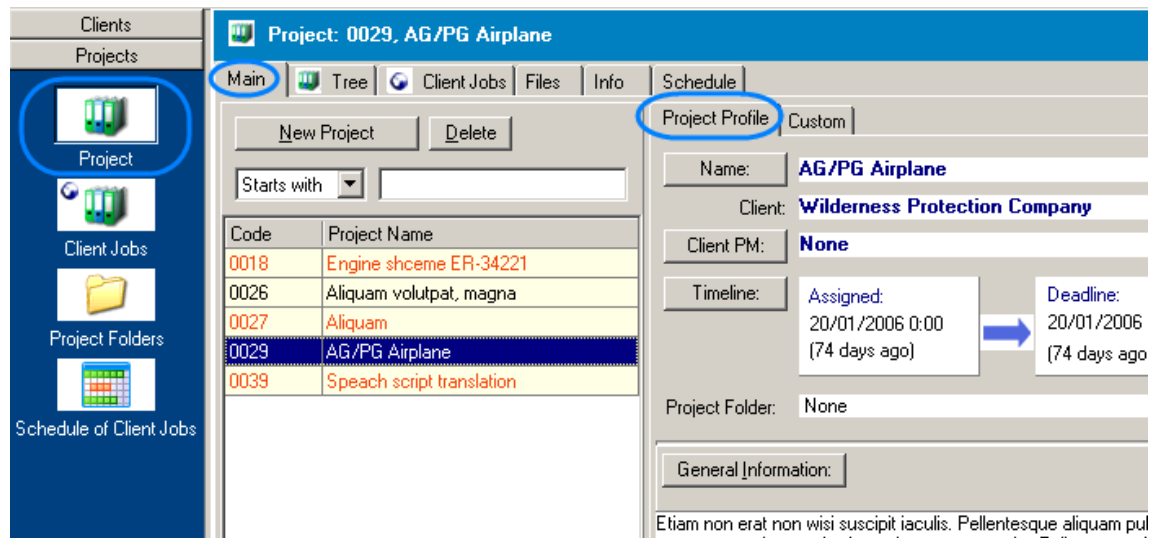 Clients
Projects
Project
Client Jobs
Project Folders
Schedule of Client Jobs
Project: 0029, AG/PG Airplane
Main Tree Client Jobs Files Info Schedule
New Project Delete
Starts with
Code Project Name
0018 Engine shceme ER-34221
0026 Aliquam volutpat, magna
0027 Aliquam
0029 AG/PG Airplane
0039 Speach script translation
Project Profile Custom
Name: AG/PG Airplane
Client: Wilderness Protection Company
Client PM: None
Timeline:
Assigned:
20/01/2006 0:00
(74 days ago)
Deadline:
20/01/2006
(74 days ago
Project Folder: None
General Information:
Etiam non erat non wisi suscipit iaculis. Pellentesque aliquam pul